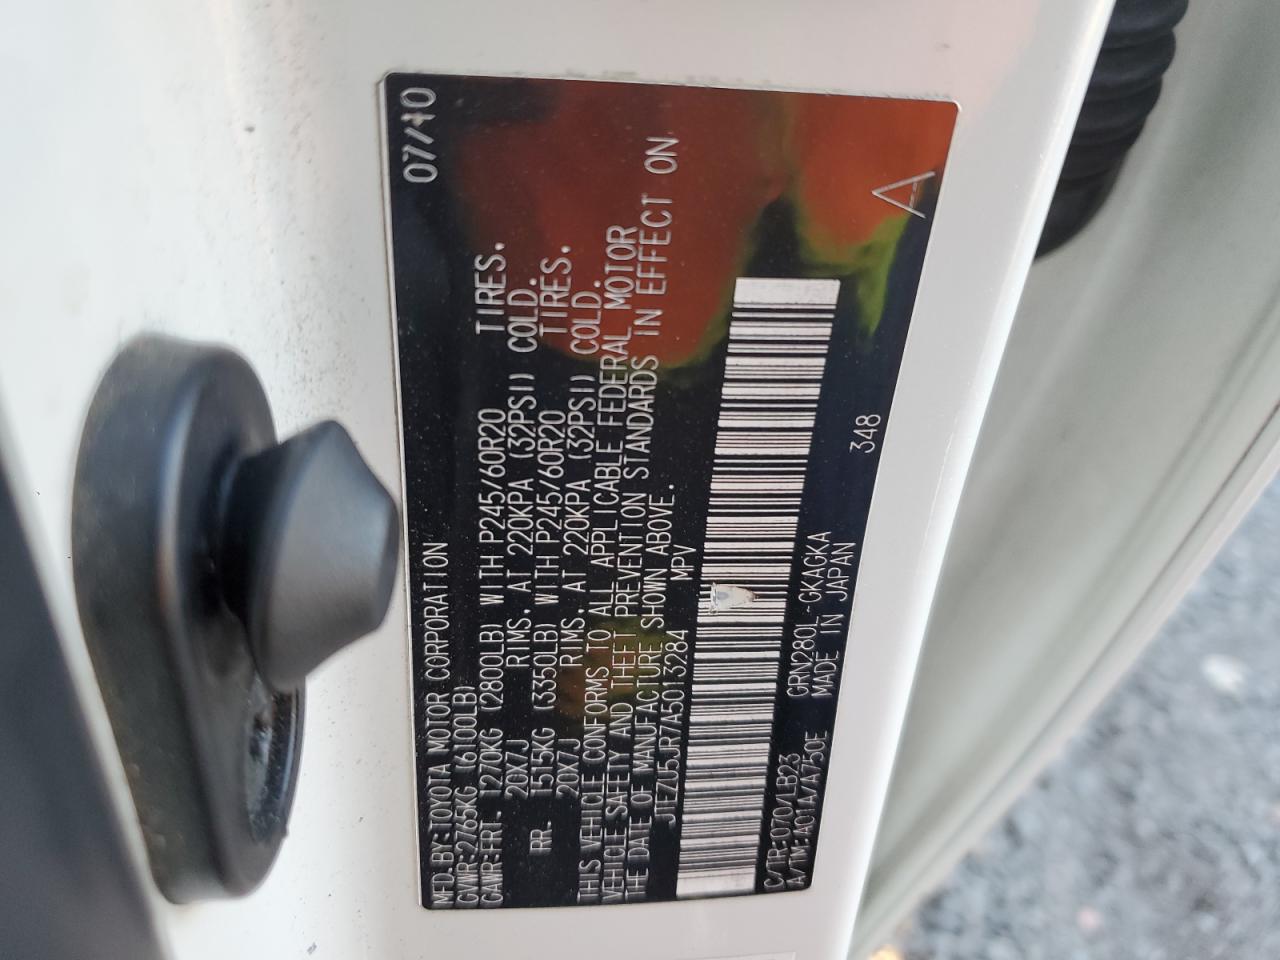 MFD.BY:TOYOTA MOTOR CORPORATION 07/10
GVWR:2765KG (6100LB)
GAWR:FRT. 1270KG (2800LB) WITH P245/60R20 TIRES.
20X7J RIMS. AT 220KPA (32PSI) COLD.
RR. 1515KG (3350LB) WITH P245/60R20 TIRES.
20X7J RIMS. AT 220KPA (32PSI) COLD.
THIS VEHICLE CONFORMS TO ALL APPLICABLE FEDERAL MOTOR
VEHICLE SAFETY AND THEFT PREVENTION STANDARDS IN EFFECT ON
THE DATE OF MANUFACTURE SHOWN ABOVE.
JTEZU5JR7A5013284 MPV
C/TR:070/LB23 GRN280L-GKAGKA 348
A/TM:A01A/A750E MADE IN JAPAN
A